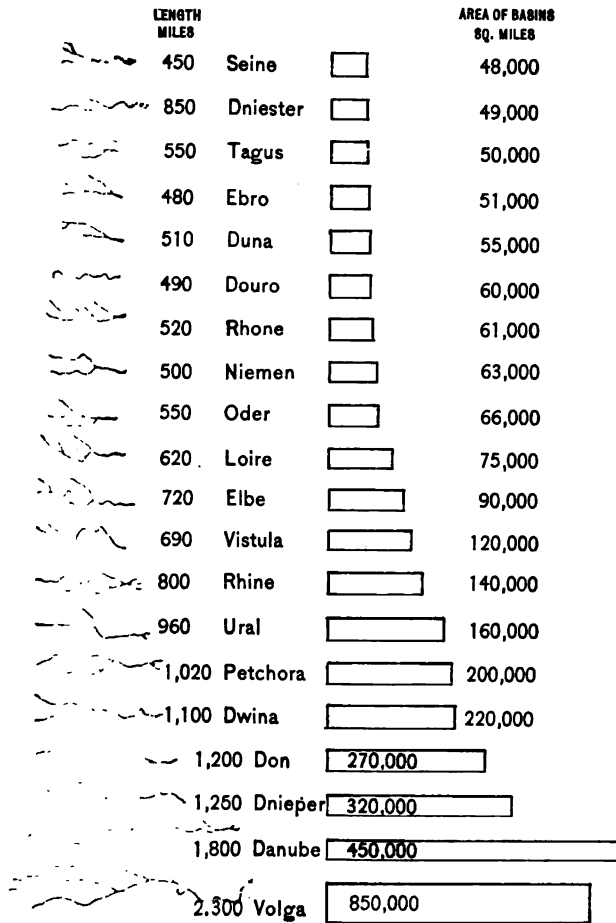 LENGTH MILES AREA OF BASINS SQ. MILES
450 Seine 48,000
850 Dniester 49,000
550 Tagus 50,000
480 Ebro 51,000
510 Duna 55,000
490 Douro 60,000
520 Rhone 61,000
500 Niemen 63,000
550 Oder 66,000
620 Loire 75,000
720 Elbe 90,000
690 Vistula 120,000
800 Rhine 140,000
960 Ural 160,000
1,020 Petchora 200,000
1,100 Dwina 220,000
1,200 Don 270,000
1,250 Dnieper 320,000
1,800 Danube 450,000
2.300 Volga 850,000